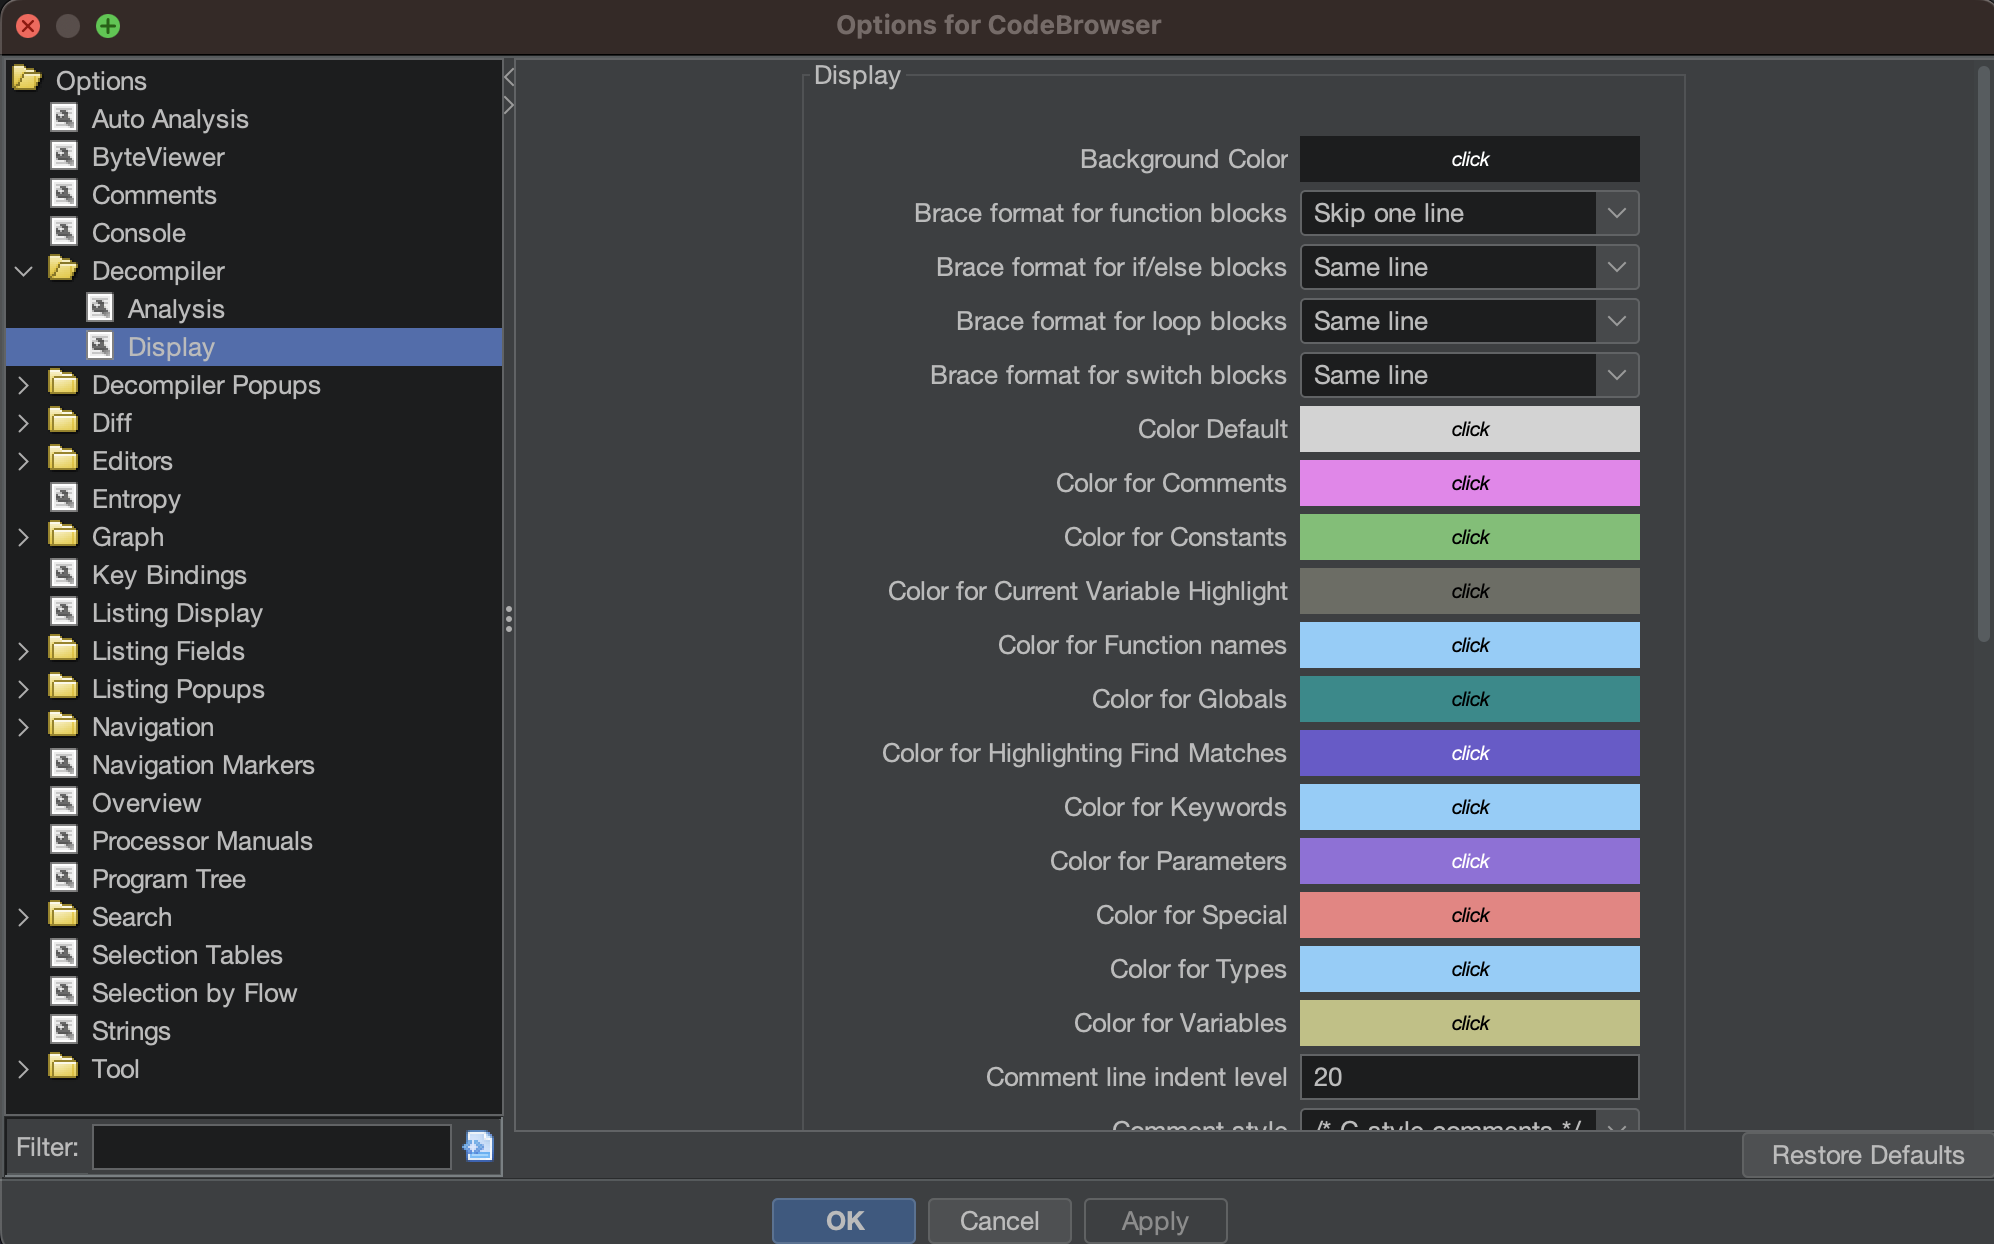 Options for CodeBrowser
Options
Auto Analysis
ByteViewer
Comments
Console
Decompiler
Analysis
Display
Decompiler Popups
Diff
Editors
Entropy
Graph
Key Bindings
Listing Display
Listing Fields
Listing Popups
Navigation
Navigation Markers
Overview
Processor Manuals
Program Tree
Search
Selection Tables
Selection by Flow
Strings
Tool
Filter:
Display
Background Color click
Brace format for function blocks Skip one line
Brace format for if/else blocks Same line
Brace format for loop blocks Same line
Brace format for switch blocks Same line
Color Default click
Color for Comments click
Color for Constants click
Color for Current Variable Highlight click
Color for Function names click
Color for Globals click
Color for Highlighting Find Matches click
Color for Keywords click
Color for Parameters click
Color for Special click
Color for Types click
Color for Variables click
Comment line indent level 20
Comment style /* C-style comments */
Restore Defaults
OK Cancel Apply